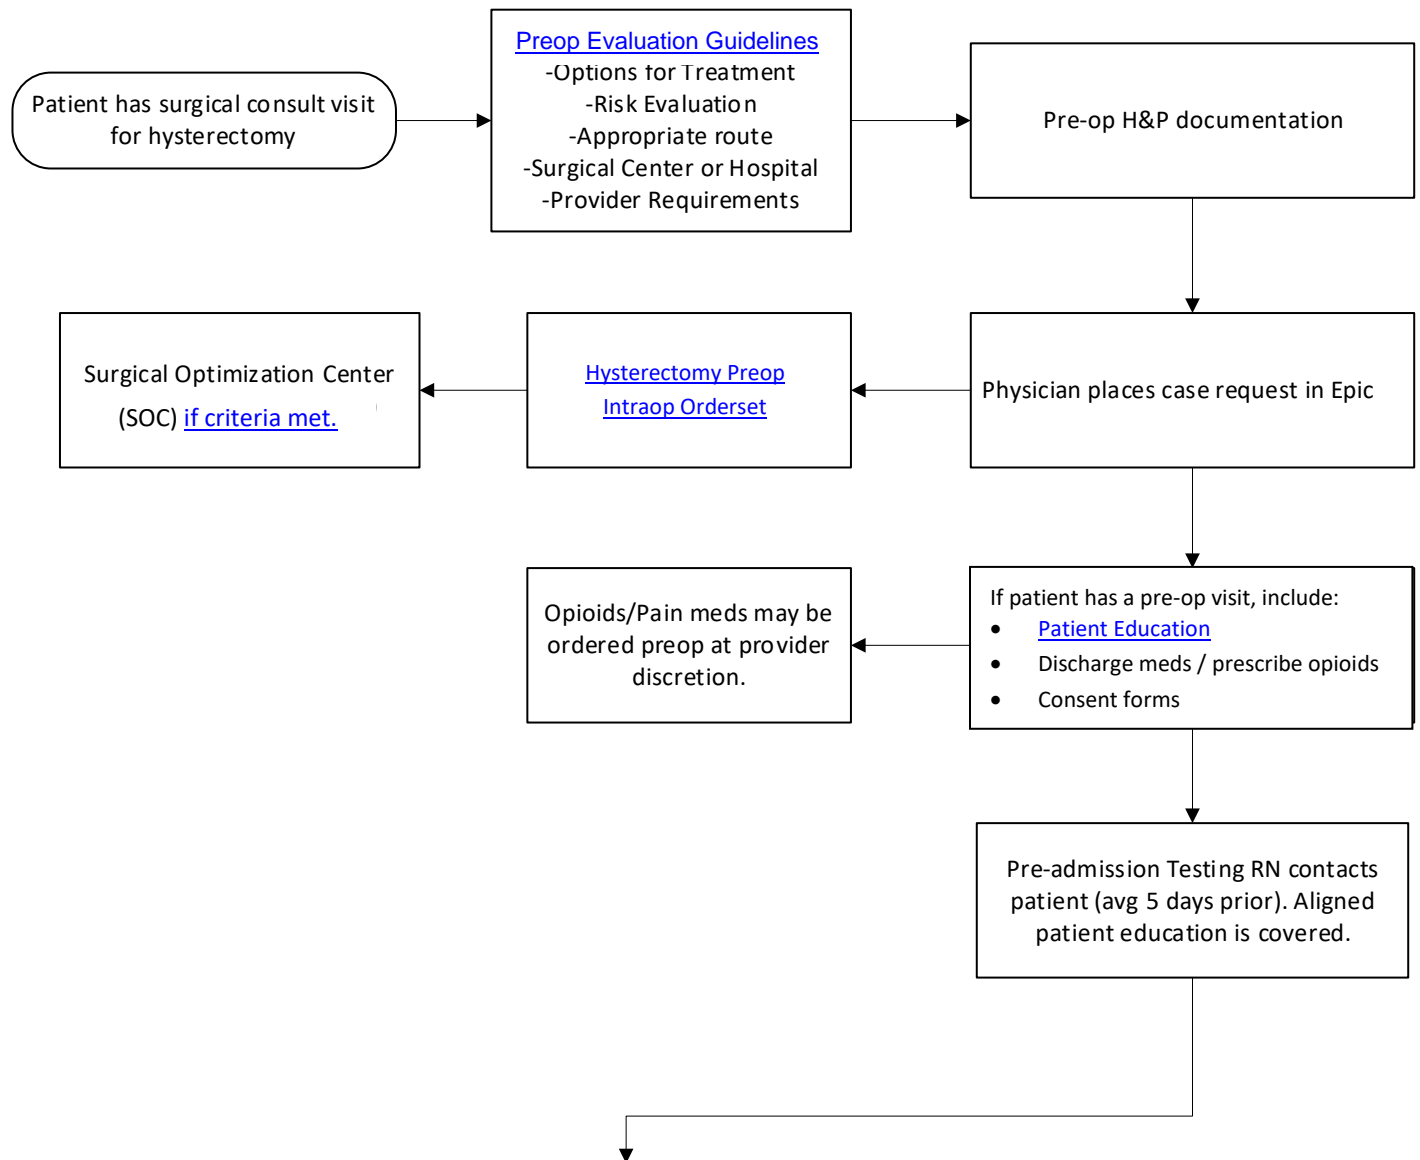 Patient has surgical consult visit
for hysterectomy
Preop Evaluation Guidelines
-Options for Treatment
-Risk Evaluation
-Appropriate route
-Surgical Center or Hospital
-Provider Requirements
Pre-op H&P documentation
Surgical Optimization Center
(SOC) if criteria met.
Hysterectomy Preop
Intraop Orderset
Physician places case request in Epic
Opioids/Pain meds may be
ordered preop at provider
discretion.
If patient has a pre-op visit, include:
• Patient Education
• Discharge meds / prescribe opioids
• Consent forms
Pre-admission Testing RN contacts
patient (avg 5 days prior). Aligned
patient education is covered.